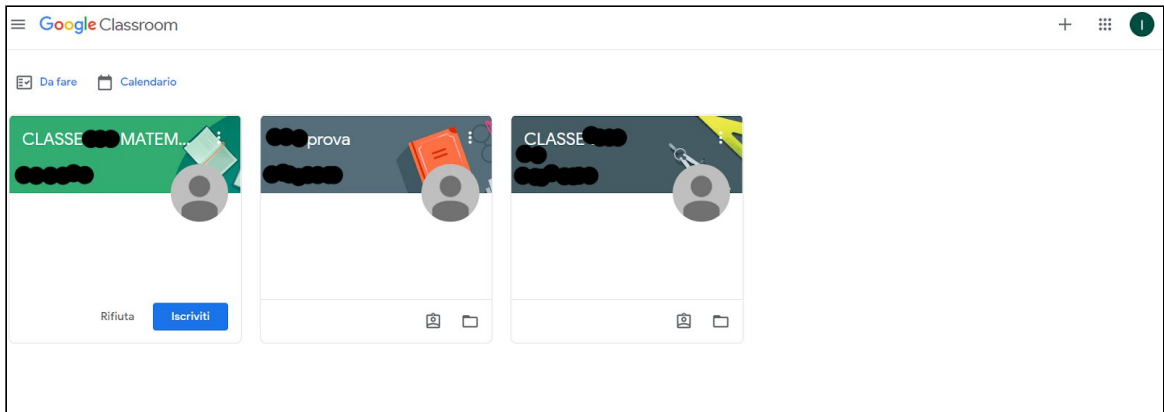 Google Classroom
I
Da fare Calendario
CLASSE MATEM...
prova
CLASSE
Rifiuta Iscriviti